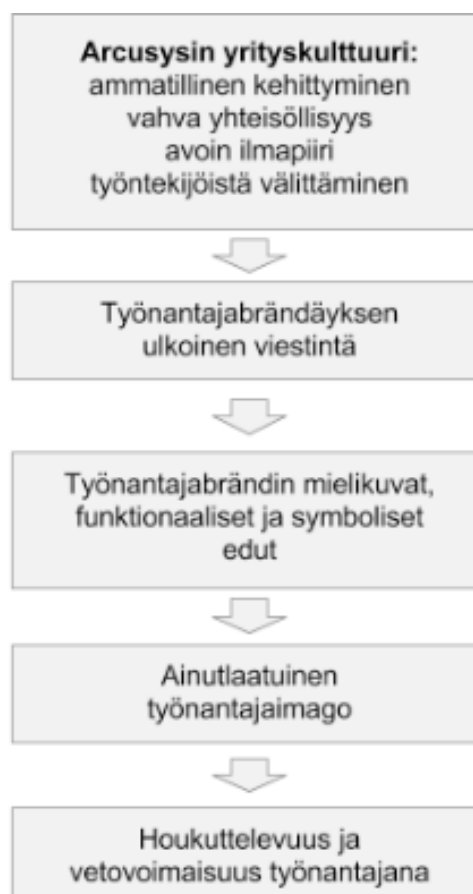 Arcusysin yrityskulttuuri:
ammatillinen kehittyminen
vahva yhteisöllisyys
avoin ilmapiiri
työntekijöistä välittäminen
Työnantajabrändäyksen
ulkoinen viestintä
Työnantajabrändin mielikuvat,
funktionaaliset ja symboliset
edut
Ainutlaatuinen
työnantajaimago
Houkuttelevuus ja
vetovoimaisuus työnantajana